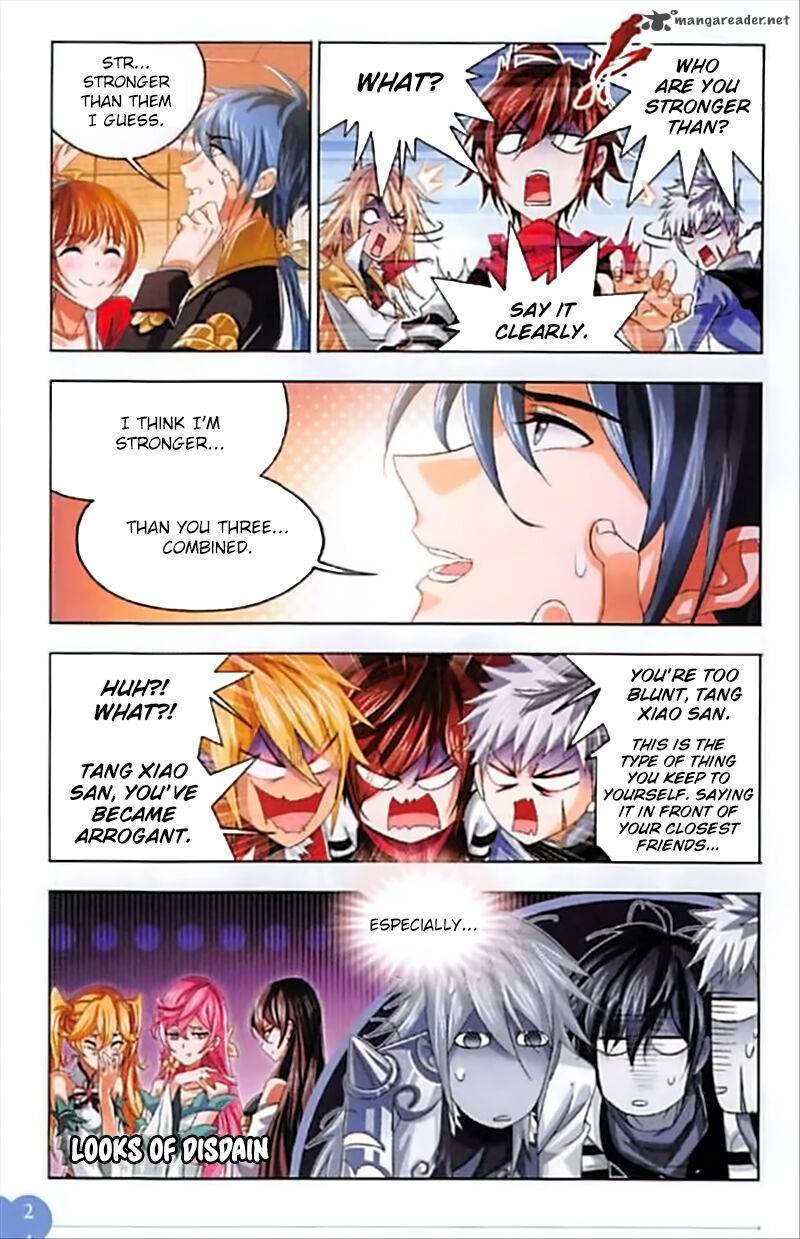 mangareader.net
STR...
STRONGER
THAN THEM
I GUESS.
WHAT?
WHO
ARE YOU
STRONGER
THAN?
SAY IT
CLEARLY.
I THINK I'M
STRONGER...
THAN YOU THREE...
COMBINED.
HUH?!
WHAT?!
TANG XIAO
SAN, YOU'VE
BECAME
ARROGANT.
YOU'RE TOO
BLUNT, TANG
XIAO SAN.
THIS IS THE
TYPE OF THING
YOU KEEP TO
YOURSELF. SAYING
IT IN FRONT OF
YOUR CLOSEST
FRIENDS...
ESPECIALLY...
LOOKS OF DISDAIN
2